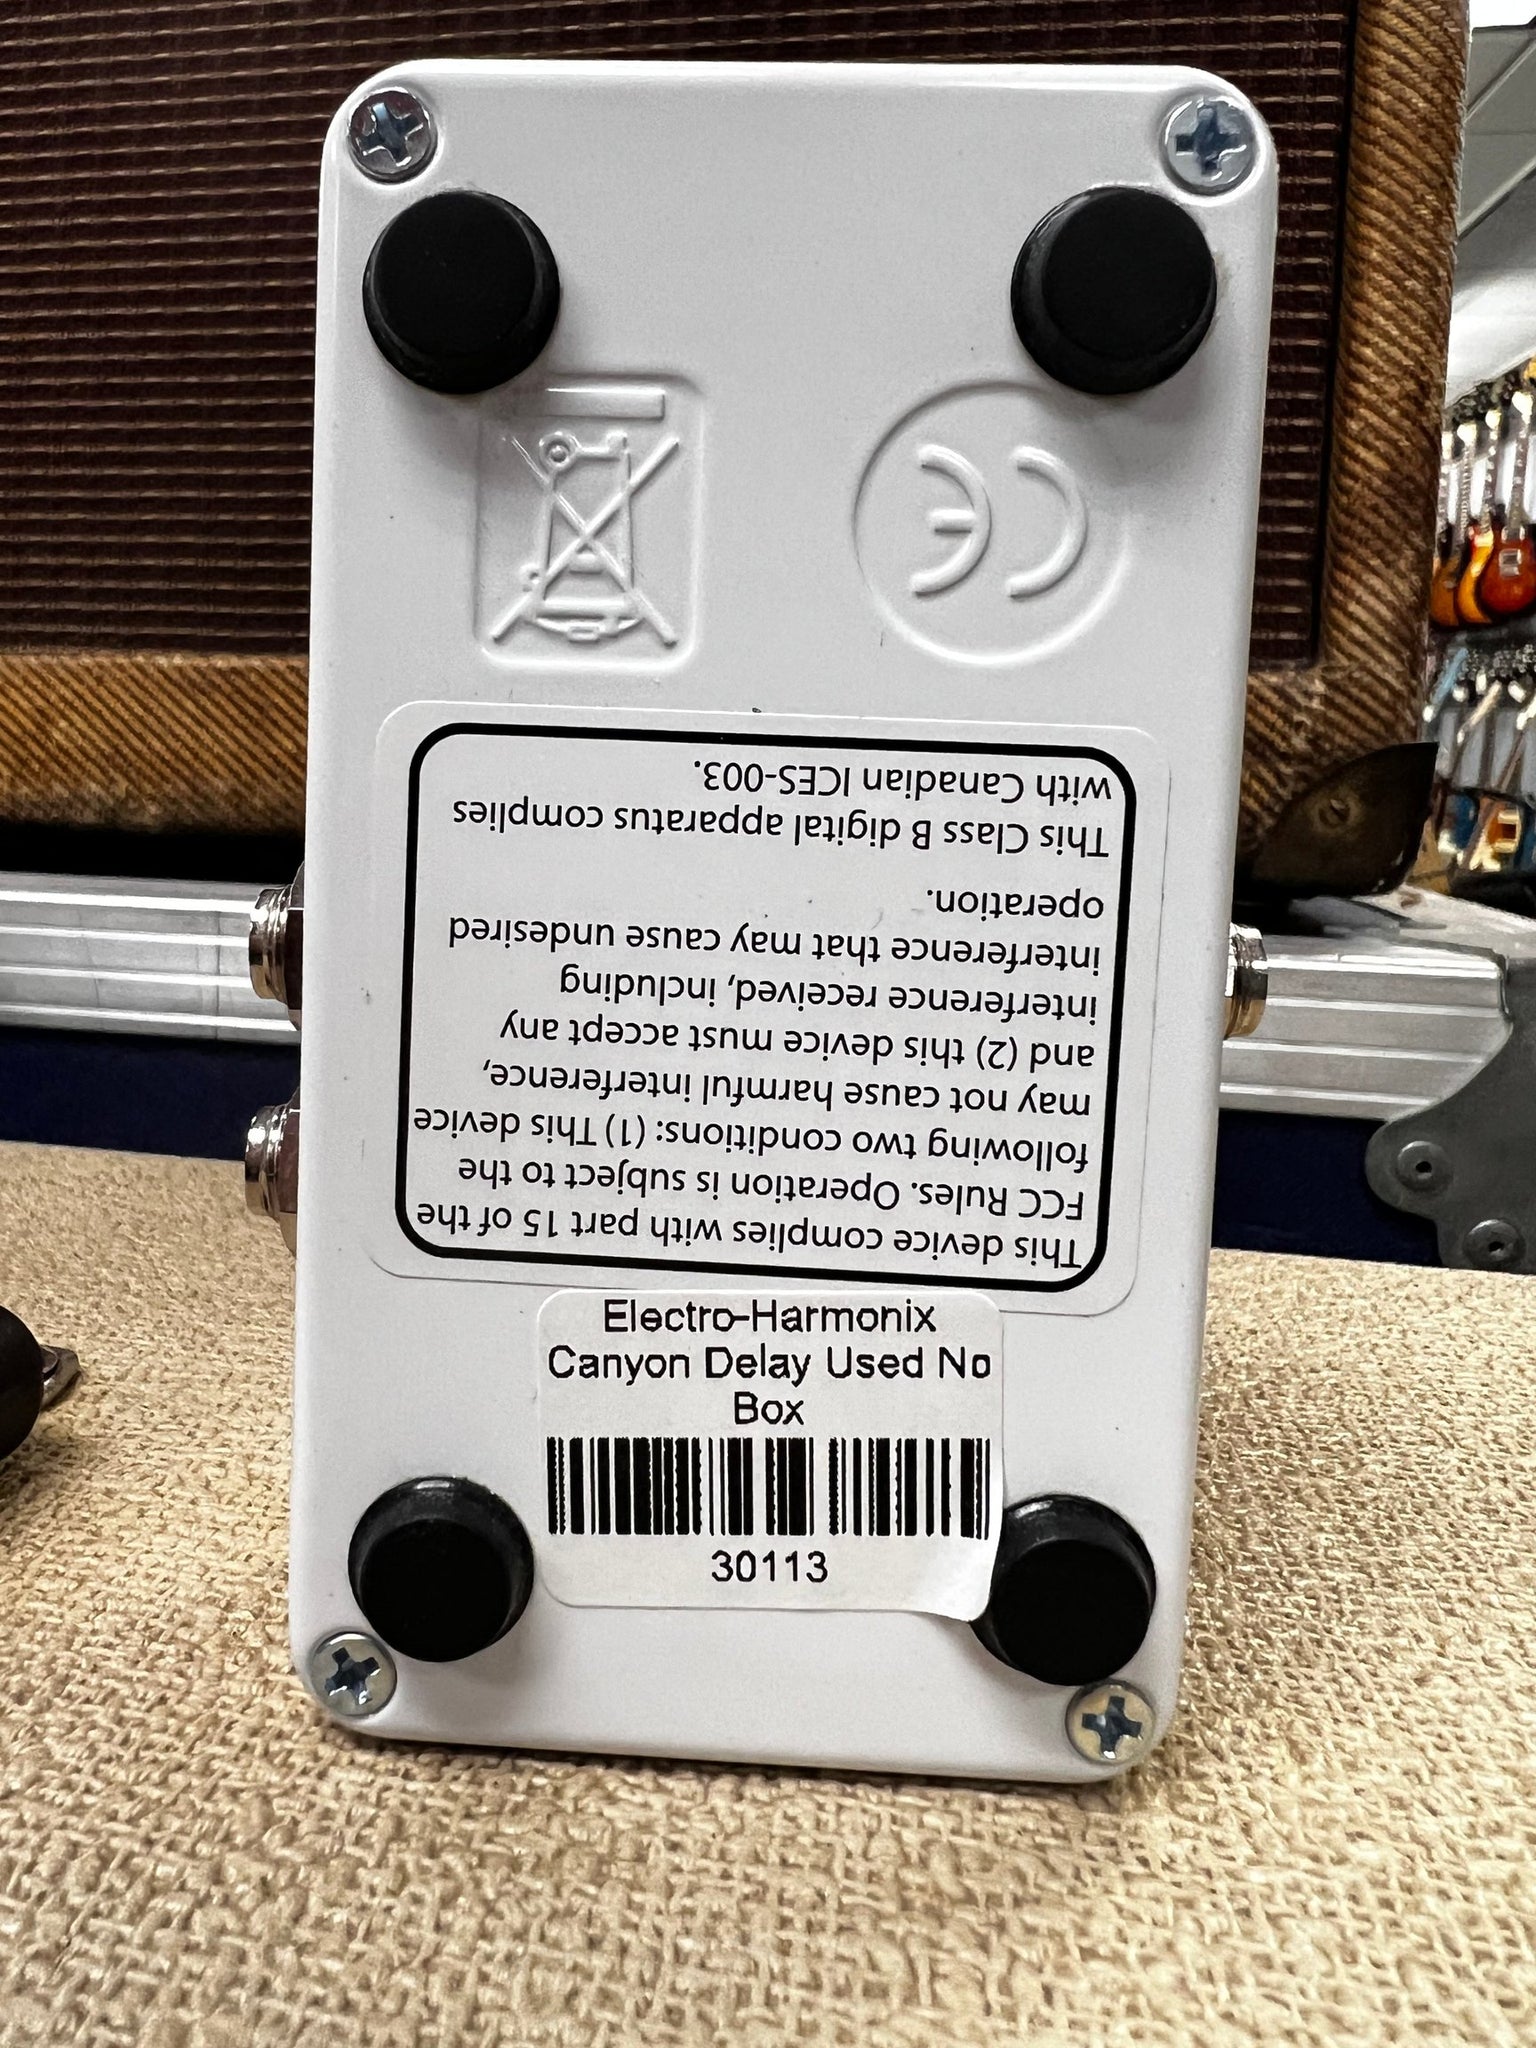 This device complies with part 15 of the
FCC Rules. Operation is subject to the
following two conditions: (1) This device
may not cause harmful interference,
and (2) this device must accept any
interference received, including
interference that may cause undesired
operation.
This Class B digital apparatus complies
with Canadian ICES-003.
CE
Electro-Harmonix
Canyon Delay Used No
Box
30113